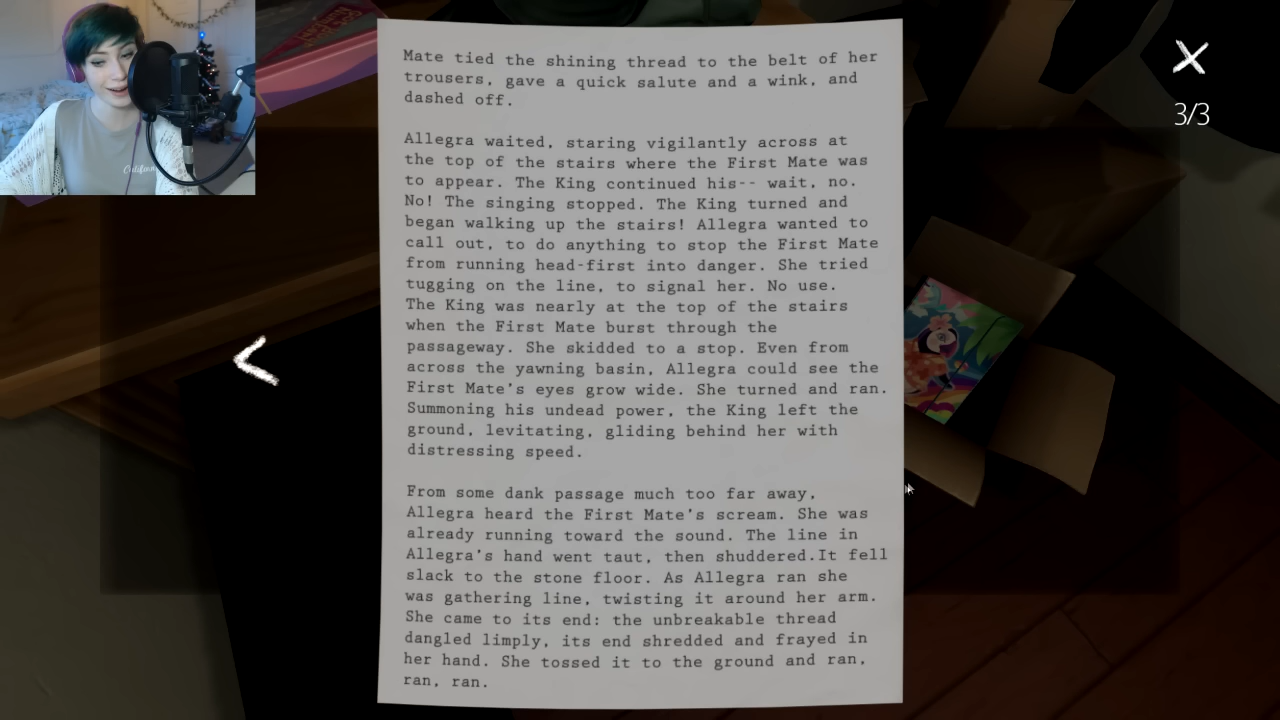 Mate tied the shining thread to the belt of her
trousers, gave a quick salute and a wink, and
dashed off.
Allegra waited, staring vigilantly across at
the top of the stairs where the First Mate was
to appear. The King continued his-- wait, no.
No! The singing stopped. The King turned and
began walking up the stairs! Allegra wanted to
call out, to do anything to stop the First Mate
from running head-first into danger. She tried
tugging on the line, to signal her. No use.
The King was nearly at the top of the stairs
when the First Mate burst through the
passageway. She skidded to a stop. Even from
across the yawning basin, Allegra could see the
First Mate's eyes grow wide. She turned and ran.
Summoning his undead power, the King left the
ground, levitating, gliding behind her with
distressing speed.
From some dank passage much too far away,
Allegra heard the First Mate's scream. She was
already running toward the sound. The line in
Allegra's hand went taut, then shuddered.It fell
slack to the stone floor. As Allegra ran she
was gathering line, twisting it around her arm.
She came to its end: the unbreakable thread
dangled limply, its end shredded and frayed in
her hand. She tossed it to the ground and ran,
ran, ran.
3/3